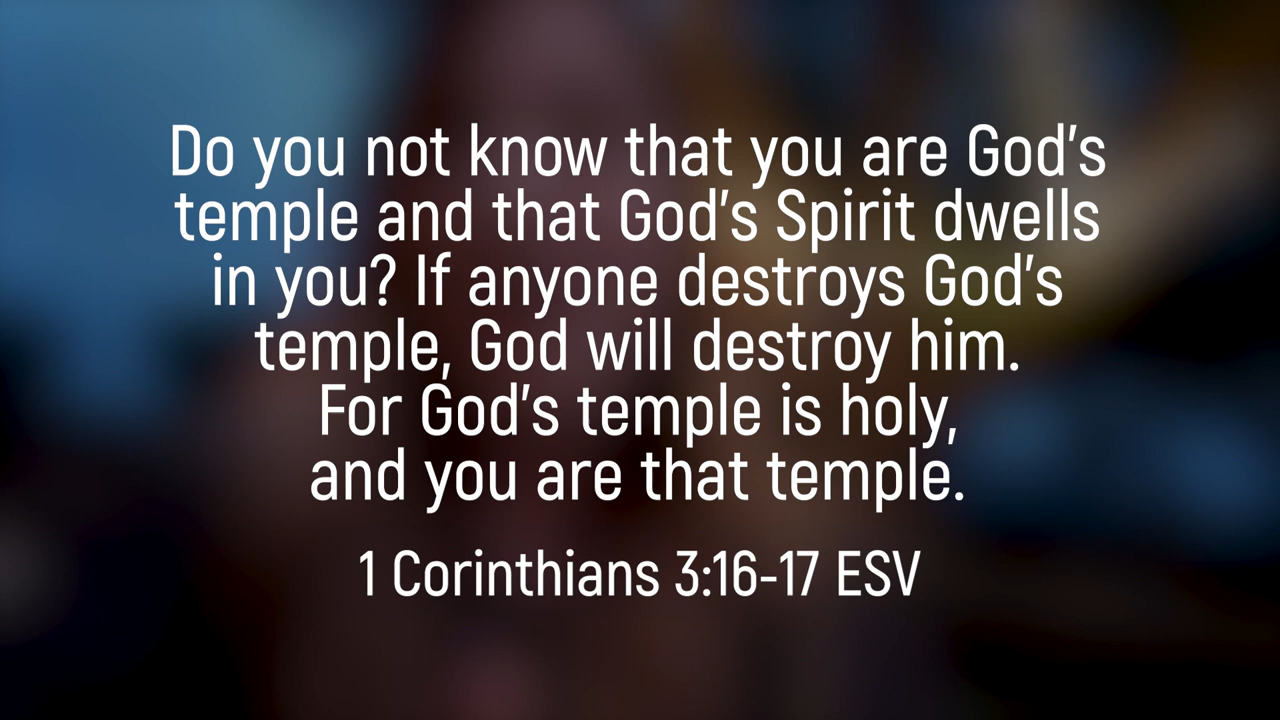 Do you not know that you are God's
temple and that God's Spirit dwells
in you? If anyone destroys God's
temple, God will destroy him.
For God's temple is holy,
and you are that temple.
1 Corinthians 3:16-17 ESV